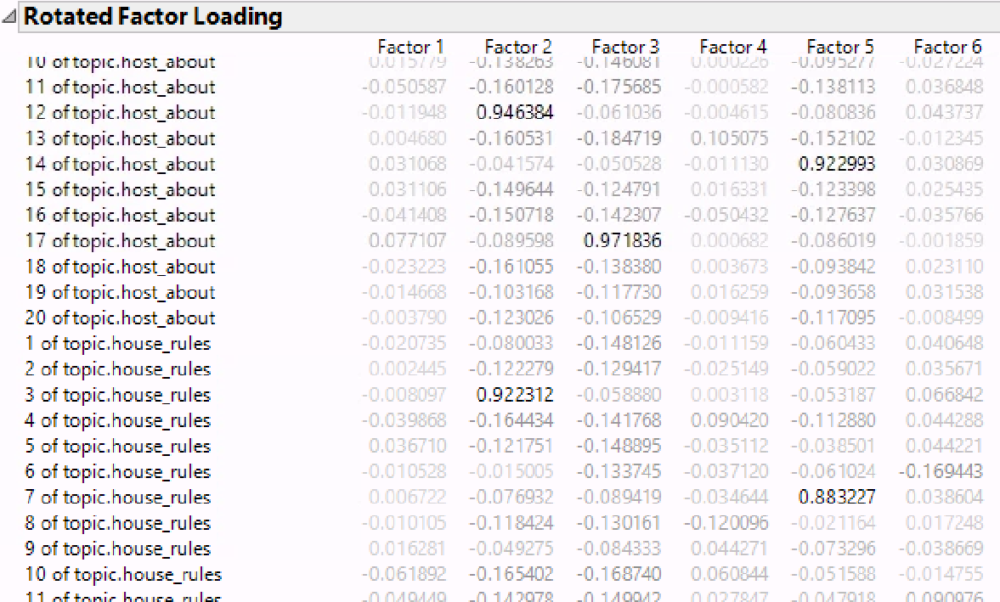 Rotated Factor Loading
Factor 1 Factor 2 Factor 3 Factor 4 Factor 5 Factor 6
10 of topic.host_about 0.015779 -0.138263 -0.146081 0.000226 -0.095277 -0.027224
11 of topic.host_about -0.050587 -0.160128 -0.175685 -0.000582 -0.138113 0.036848
12 of topic.host_about -0.011948 0.946384 -0.061036 -0.004615 -0.080836 0.043737
13 of topic.host_about 0.004680 -0.160531 -0.184719 0.105075 -0.152102 -0.012345
14 of topic.host_about 0.031068 -0.041574 -0.050528 -0.011130 0.922993 0.030869
15 of topic.host_about 0.031106 -0.149644 -0.124791 0.016331 -0.123398 0.025435
16 of topic.host_about -0.041408 -0.150718 -0.142307 -0.050432 -0.127637 -0.035766
17 of topic.host_about 0.077107 -0.089598 0.971836 0.000682 -0.086019 -0.001859
18 of topic.host_about -0.023223 -0.161055 -0.138380 0.003673 -0.093842 0.023110
19 of topic.host_about -0.014668 -0.103168 -0.117730 0.016259 -0.093658 0.031538
20 of topic.host_about -0.003790 -0.123026 -0.106529 -0.009416 -0.117095 -0.008499
1 of topic.house_rules -0.020735 -0.080033 -0.148126 -0.011159 -0.060433 0.040648
2 of topic.house_rules 0.002445 -0.122279 -0.129417 -0.025149 -0.059022 0.035671
3 of topic.house_rules -0.008097 0.922312 -0.058880 0.003118 -0.053187 0.066842
4 of topic.house_rules -0.039868 -0.164434 -0.141768 0.090420 -0.112880 0.044288
5 of topic.house_rules 0.036710 -0.121751 -0.148895 -0.035112 -0.038501 0.044221
6 of topic.house_rules -0.010528 -0.015005 -0.133745 -0.037120 -0.061024 -0.169443
7 of topic.house_rules 0.006722 -0.076932 -0.089419 -0.034644 0.883227 0.038604
8 of topic.house_rules -0.010105 -0.118424 -0.130161 -0.120096 -0.021164 0.017248
9 of topic.house_rules 0.016281 -0.049275 -0.084333 0.044271 -0.073296 -0.038669
10 of topic.house_rules -0.061892 -0.165402 -0.168740 0.060844 -0.051588 -0.014755
11 of topic.house_rules -0.049449 -0.142978 -0.149942 0.027847 -0.047918 0.090976